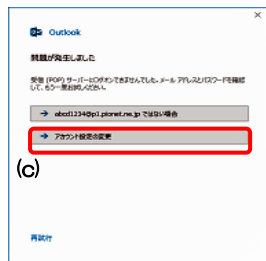 Outlook
問題が発生しました
受信 (POP) サーバーにログオンできませんでした。メール アドレスとパスワードを確認
して、もう一度お試しください。
→ abcd1234@p1.pionet.ne.jp ではない場合
→ アカウント設定の変更
(c)
再試行